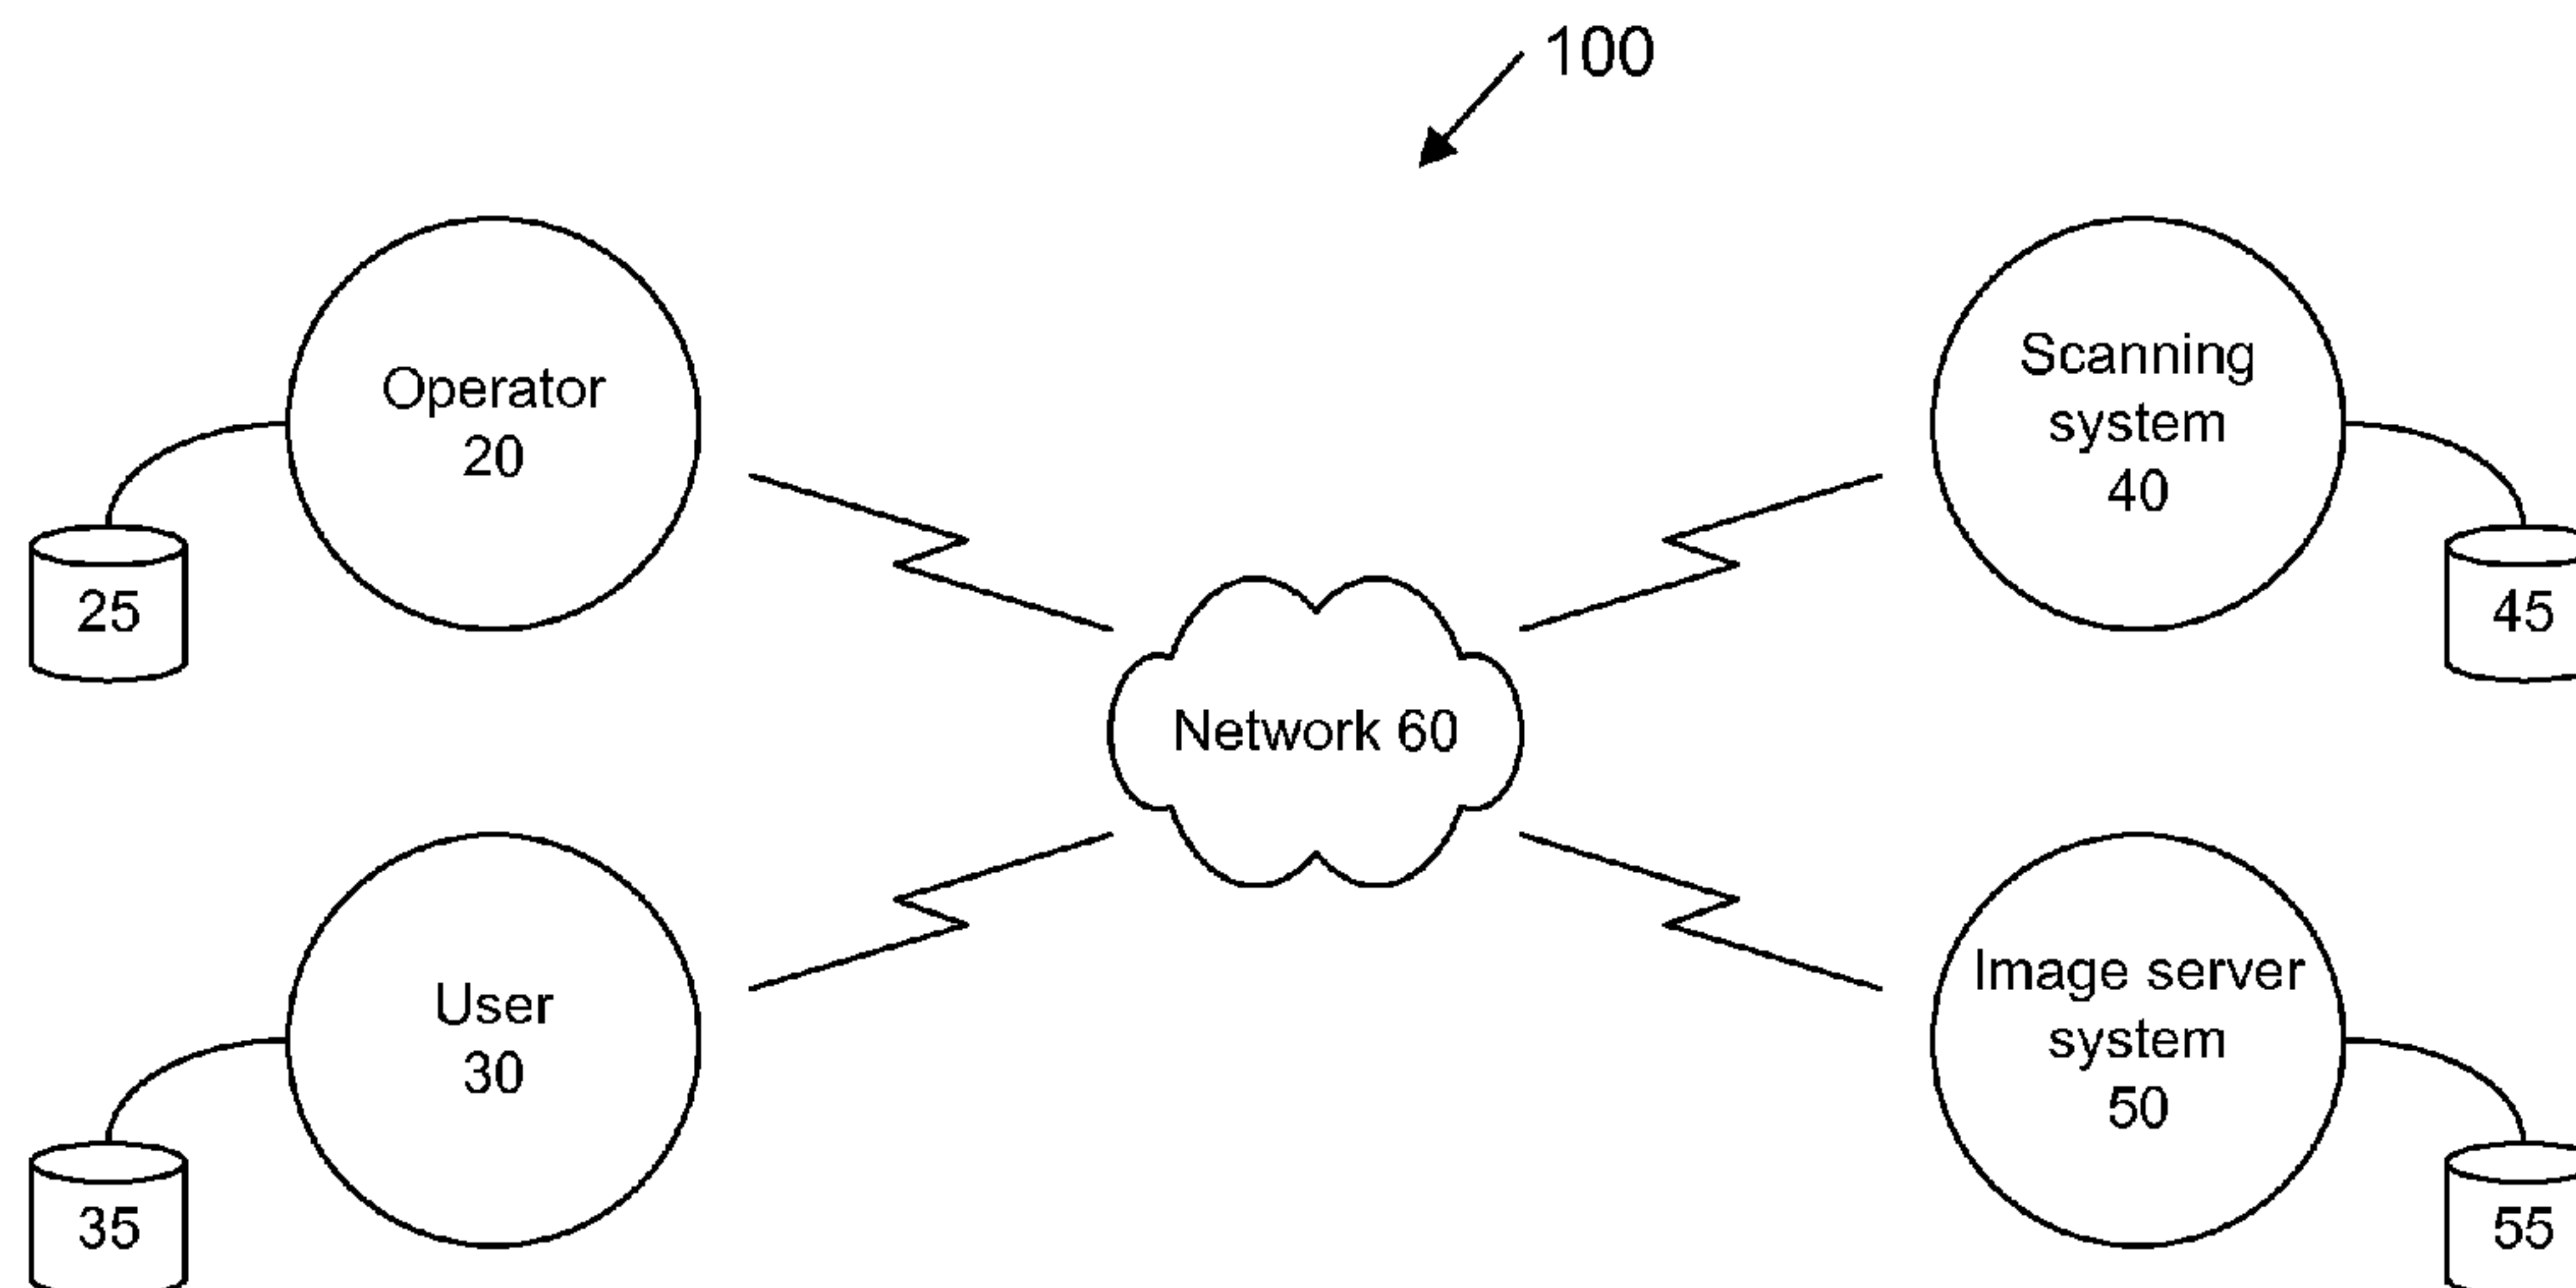 100
Operator
20
Scanning
system
40
25
45
Network 60
User
30
Image server
system
50
35
55